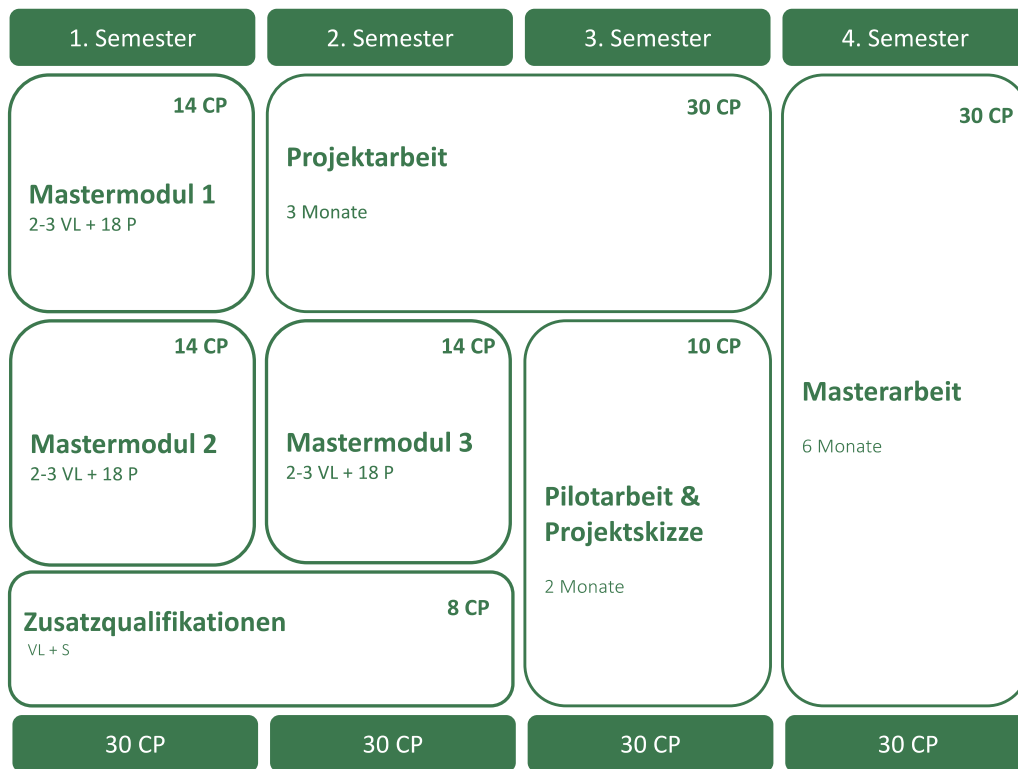 1. Semester
2. Semester
3. Semester
4. Semester
14 CP
Mastermodul 1
2-3 VL + 18 P
30 CP
Projektarbeit
3 Monate
30 CP
Masterarbeit
6 Monate
14 CP
Mastermodul 2
2-3 VL + 18 P
14 CP
Mastermodul 3
2-3 VL + 18 P
10 CP
Pilotarbeit &
Projektskizze
2 Monate
8 CP
Zusatzqualifikationen
VL + S
30 CP
30 CP
30 CP
30 CP